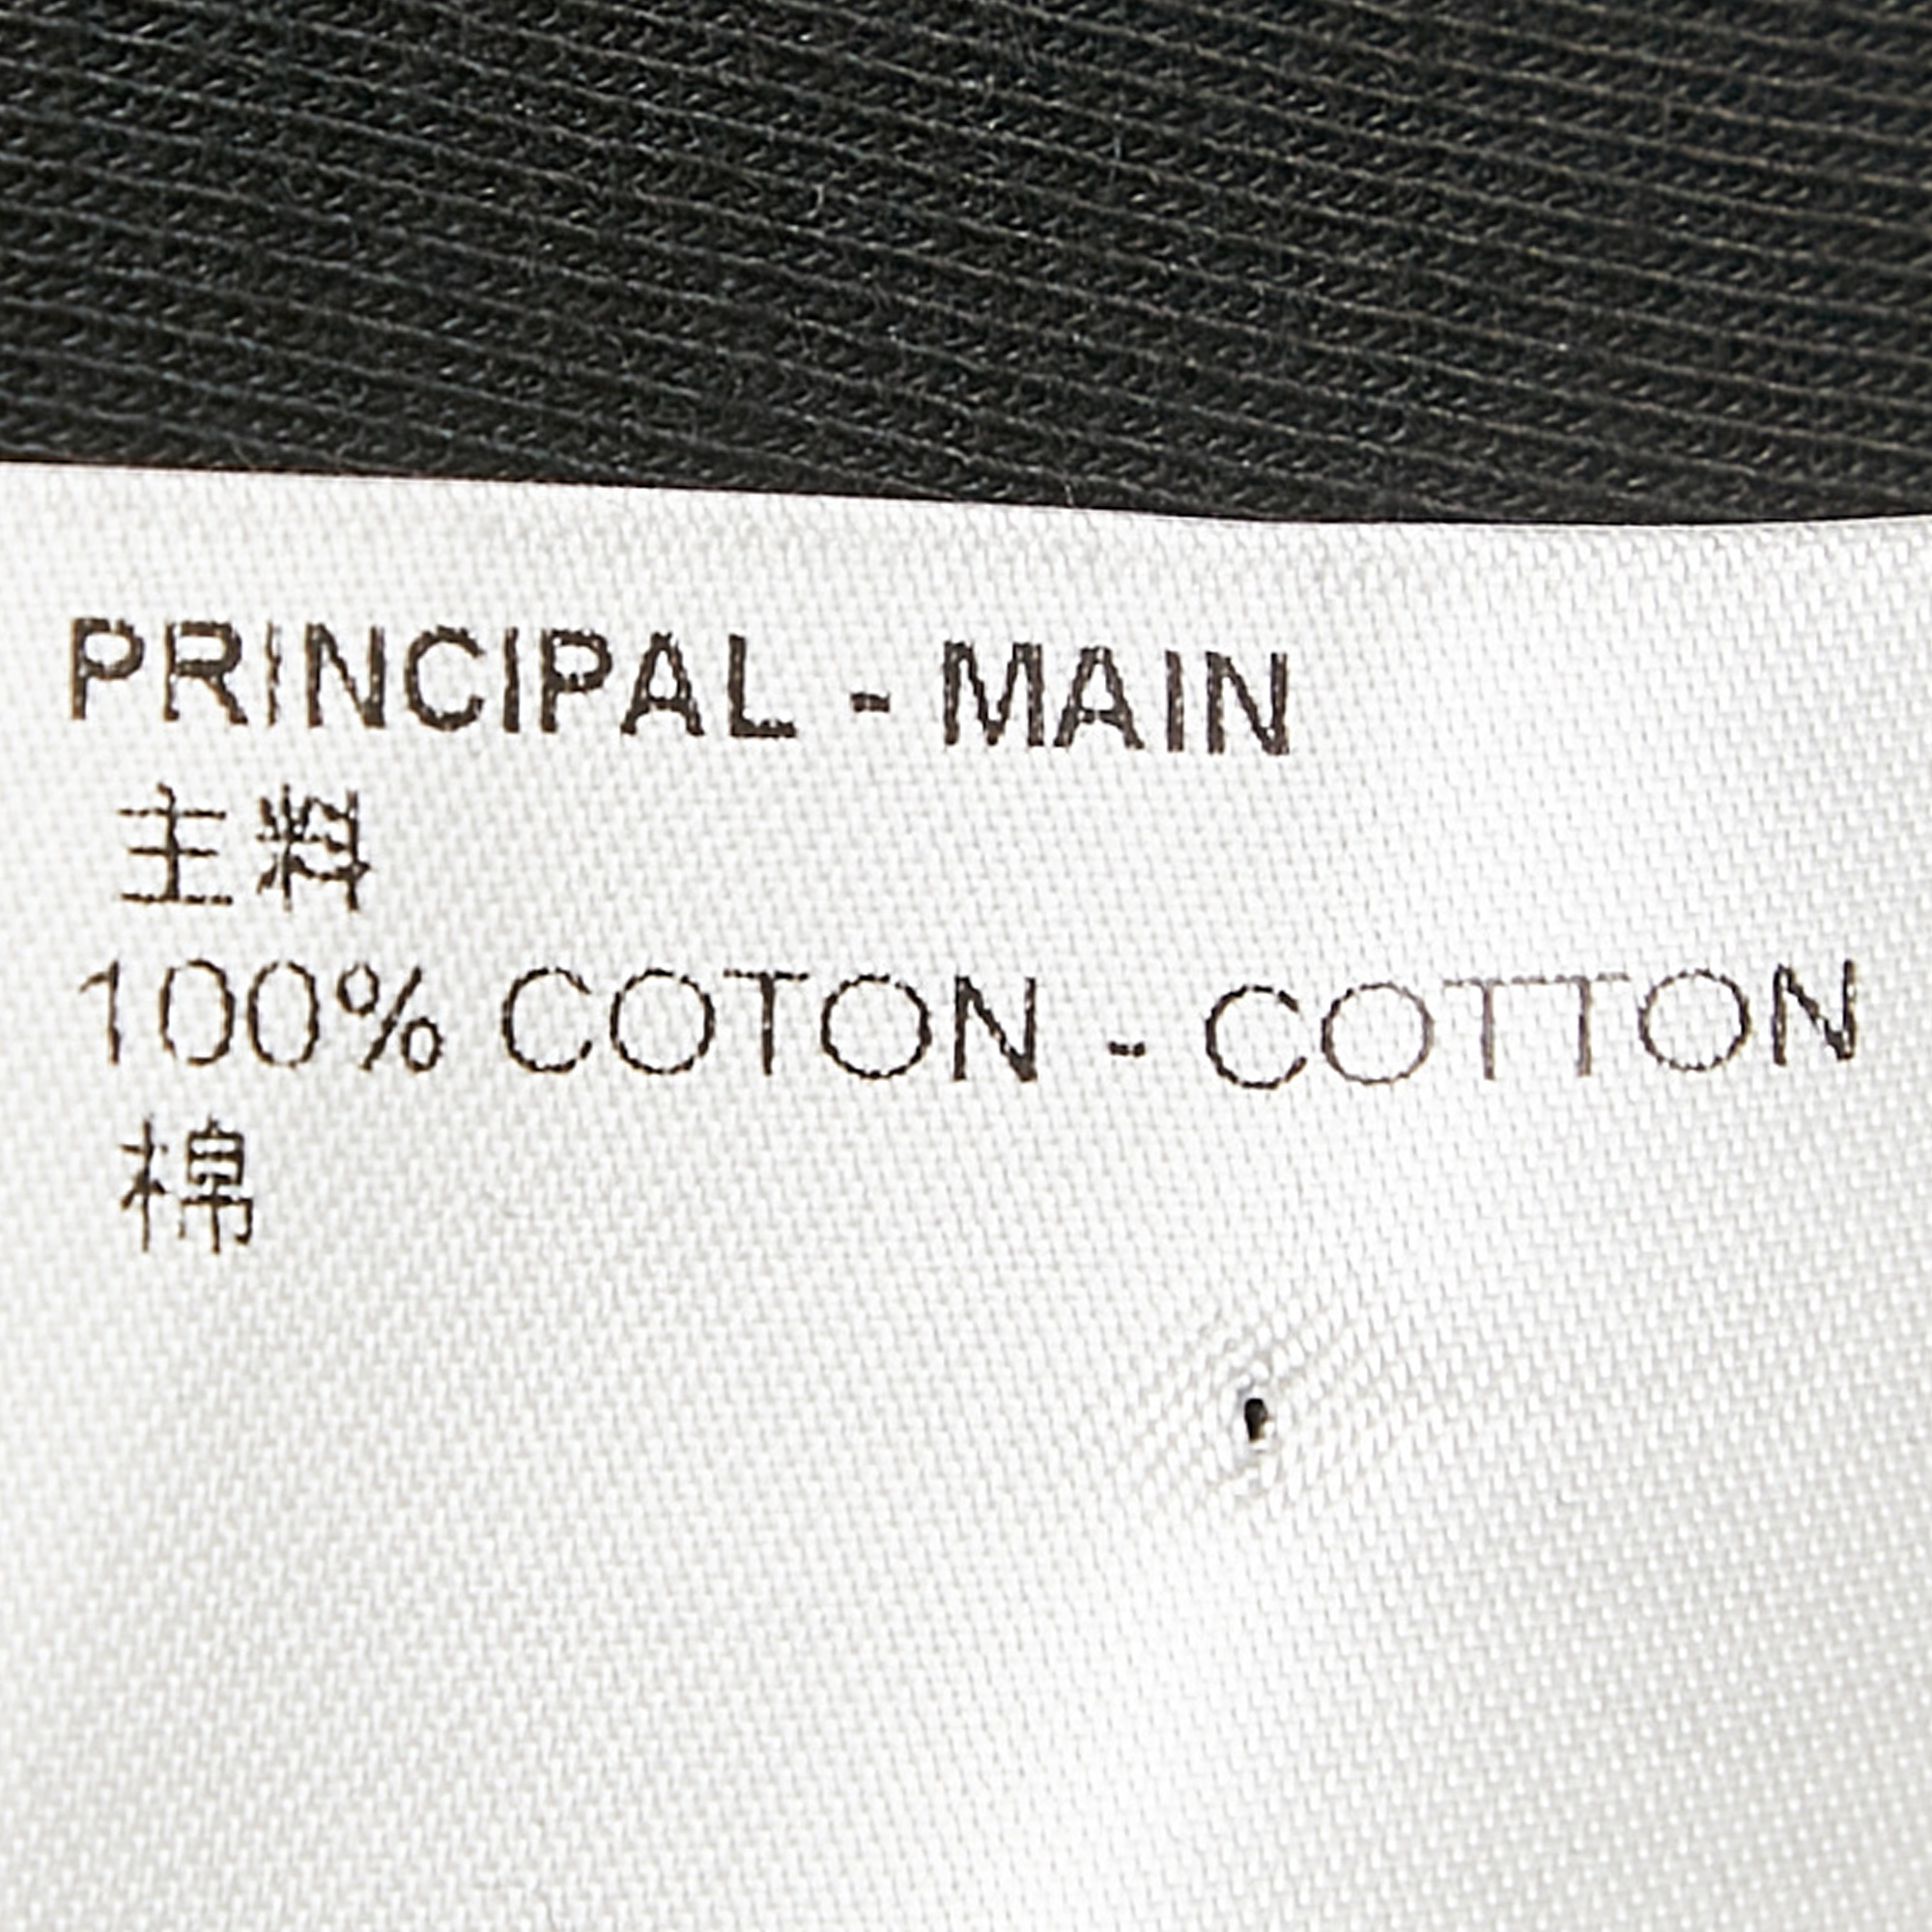 PRINCIPAL - MAIN
主料
100% COTON - COTTON
棉